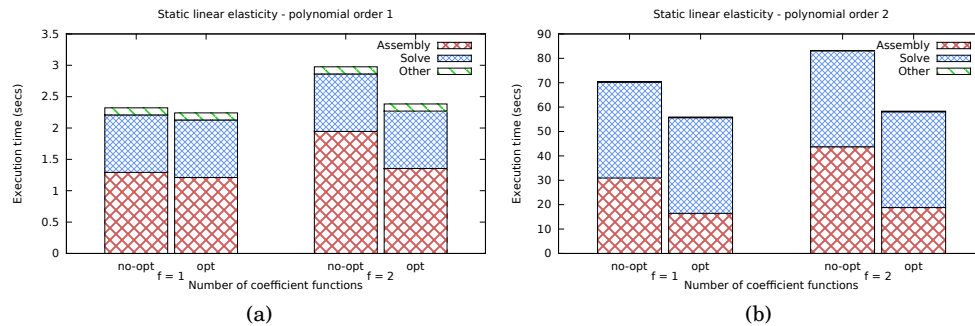 Static linear elasticity - polynomial order 1
3.5
3
2.5
2
1.5
1
0.5
0
Execution time (secs)
Assembly
Solve
Other
no-opt opt no-opt opt
f = 1 f = 2
Number of coefficient functions
(a)
Static linear elasticity - polynomial order 2
90
80
70
60
50
40
30
20
10
0
Execution time (secs)
Assembly
Solve
Other
no-opt opt no-opt opt
f = 1 f = 2
Number of coefficient functions
(b)